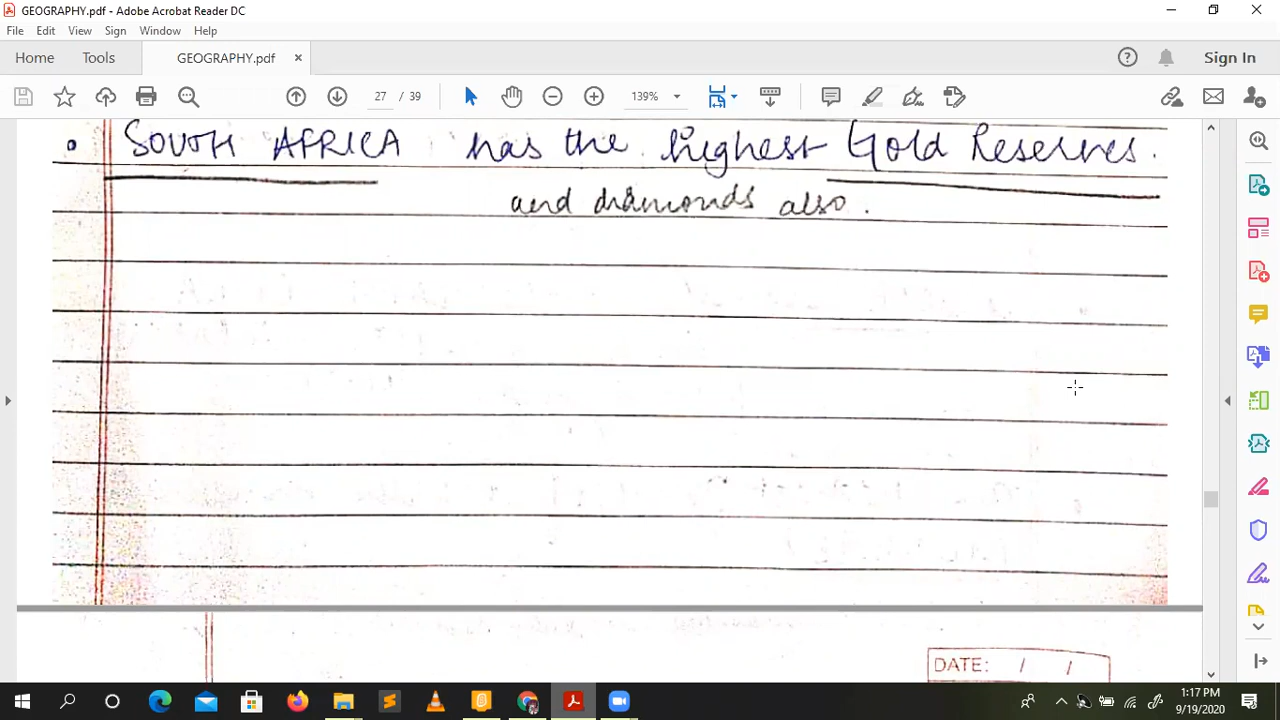 GEOGRAPHY.pdf - Adobe Acrobat Reader DC
File Edit View Sign Window Help
Home Tools GEOGRAPHY.pdf × Sign In
27 / 39 139%
• SOUTH AFRICA has the highest Gold Reserves.
and diamonds also.
DATE: / /
1:17 PM
9/19/2020